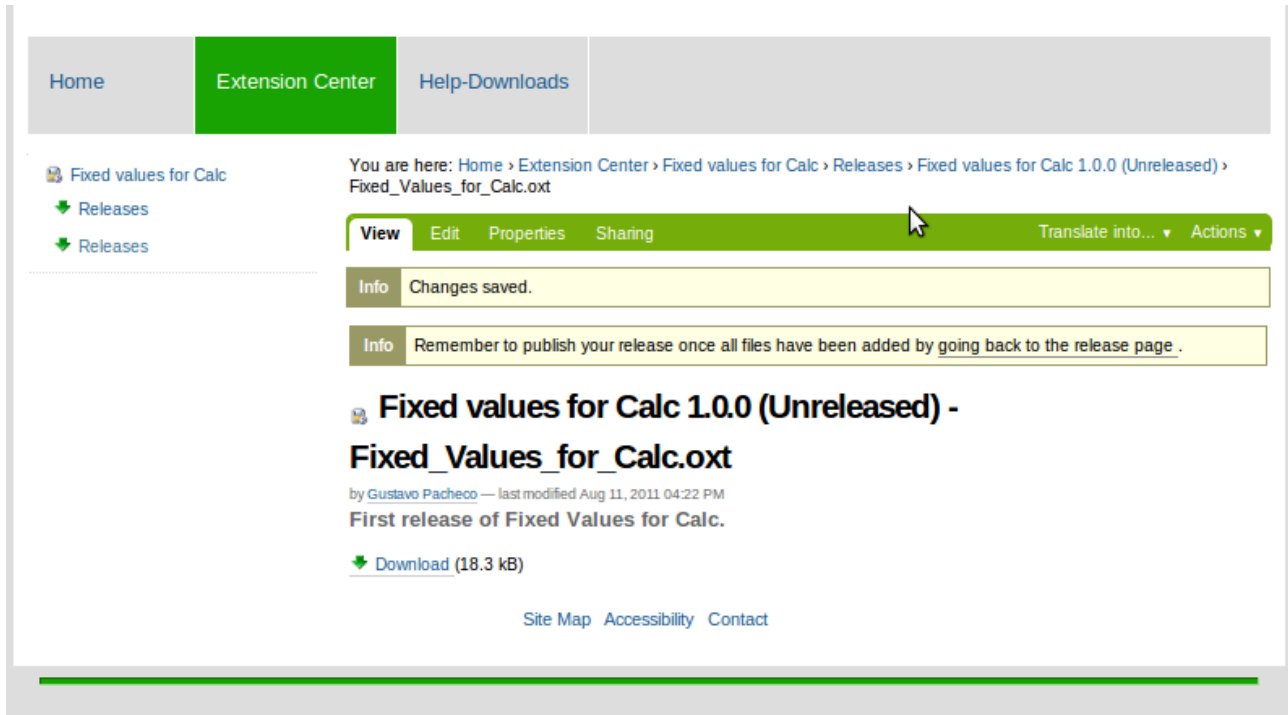 Home Extension Center Help-Downloads
Fixed values for Calc
Releases
Releases
You are here: Home › Extension Center › Fixed values for Calc › Releases › Fixed values for Calc 1.0.0 (Unreleased) ›
Fixed_Values_for_Calc.oxt
View Edit Properties Sharing Translate into... ▼ Actions ▼
Info Changes saved.
Info Remember to publish your release once all files have been added by going back to the release page .
Fixed values for Calc 1.0.0 (Unreleased) -
Fixed_Values_for_Calc.oxt
by Gustavo Pacheco — last modified Aug 11, 2011 04:22 PM
First release of Fixed Values for Calc.
Download (18.3 kB)
Site Map Accessibility Contact